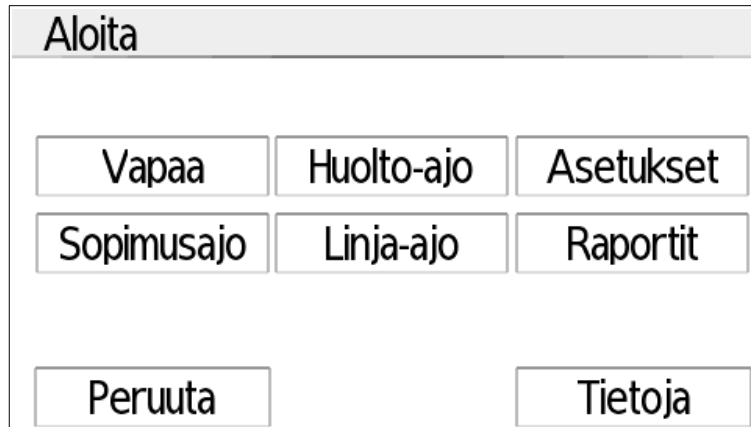 Aloita
Vapaa Huolto-ajo Asetukset
Sopimusajo Linja-ajo Raportit
Peruuta Tietoja